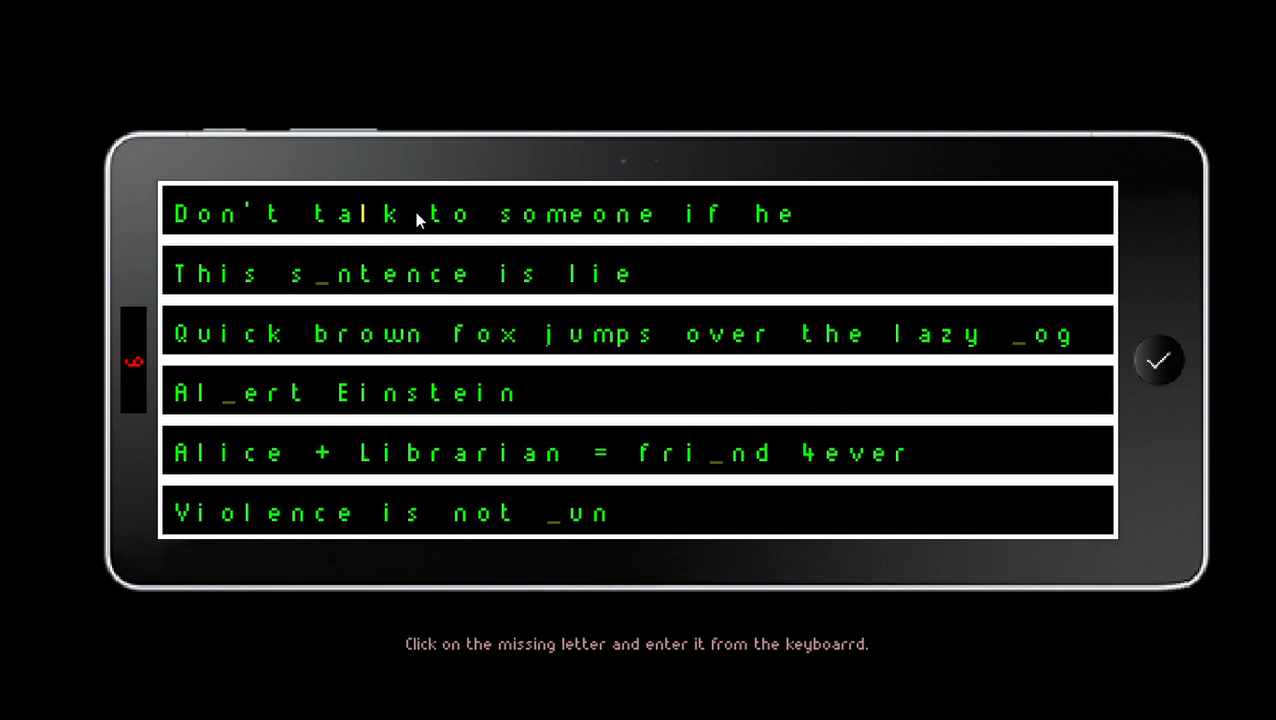 Don't talk to someone if he
This s_ntence is lie
Quick brown fox jumps over the lazy _og
Al_ert Einstein
Alice + Librarian = fri_nd 4ever
Violence is not _un
6
Click on the missing letter and enter it from the keyboarrd.